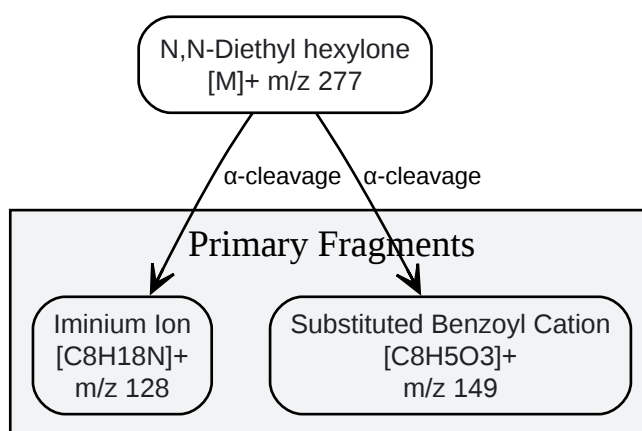 N,N-Diethyl hexylone
[M]+ m/z 277
α-cleavage α-cleavage
Primary Fragments
Iminium Ion
[C8H18N]+
m/z 128
Substituted Benzoyl Cation
[C8H5O3]+
m/z 149